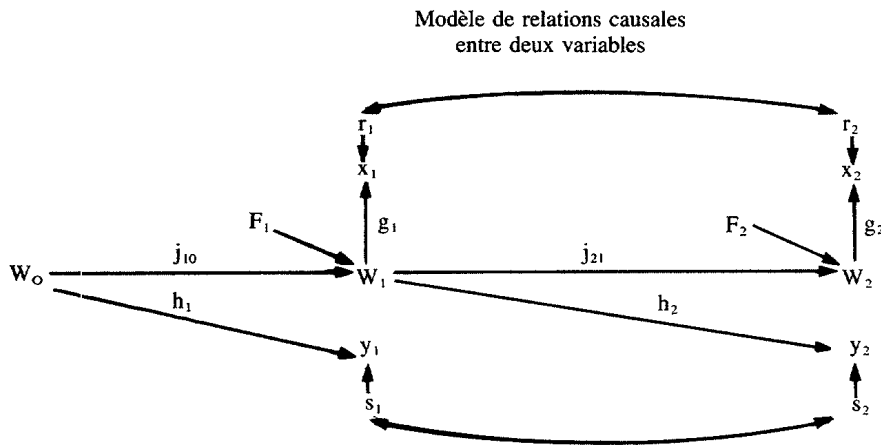 Modèle de relations causales
entre deux variables
r₁ r₂
x₁ x₂
F₁ g₁ F₂ g₂
j₁₀ j₂₁
W₀ W₁ W₂
h₁ h₂
y₁ y₂
s₁ s₂